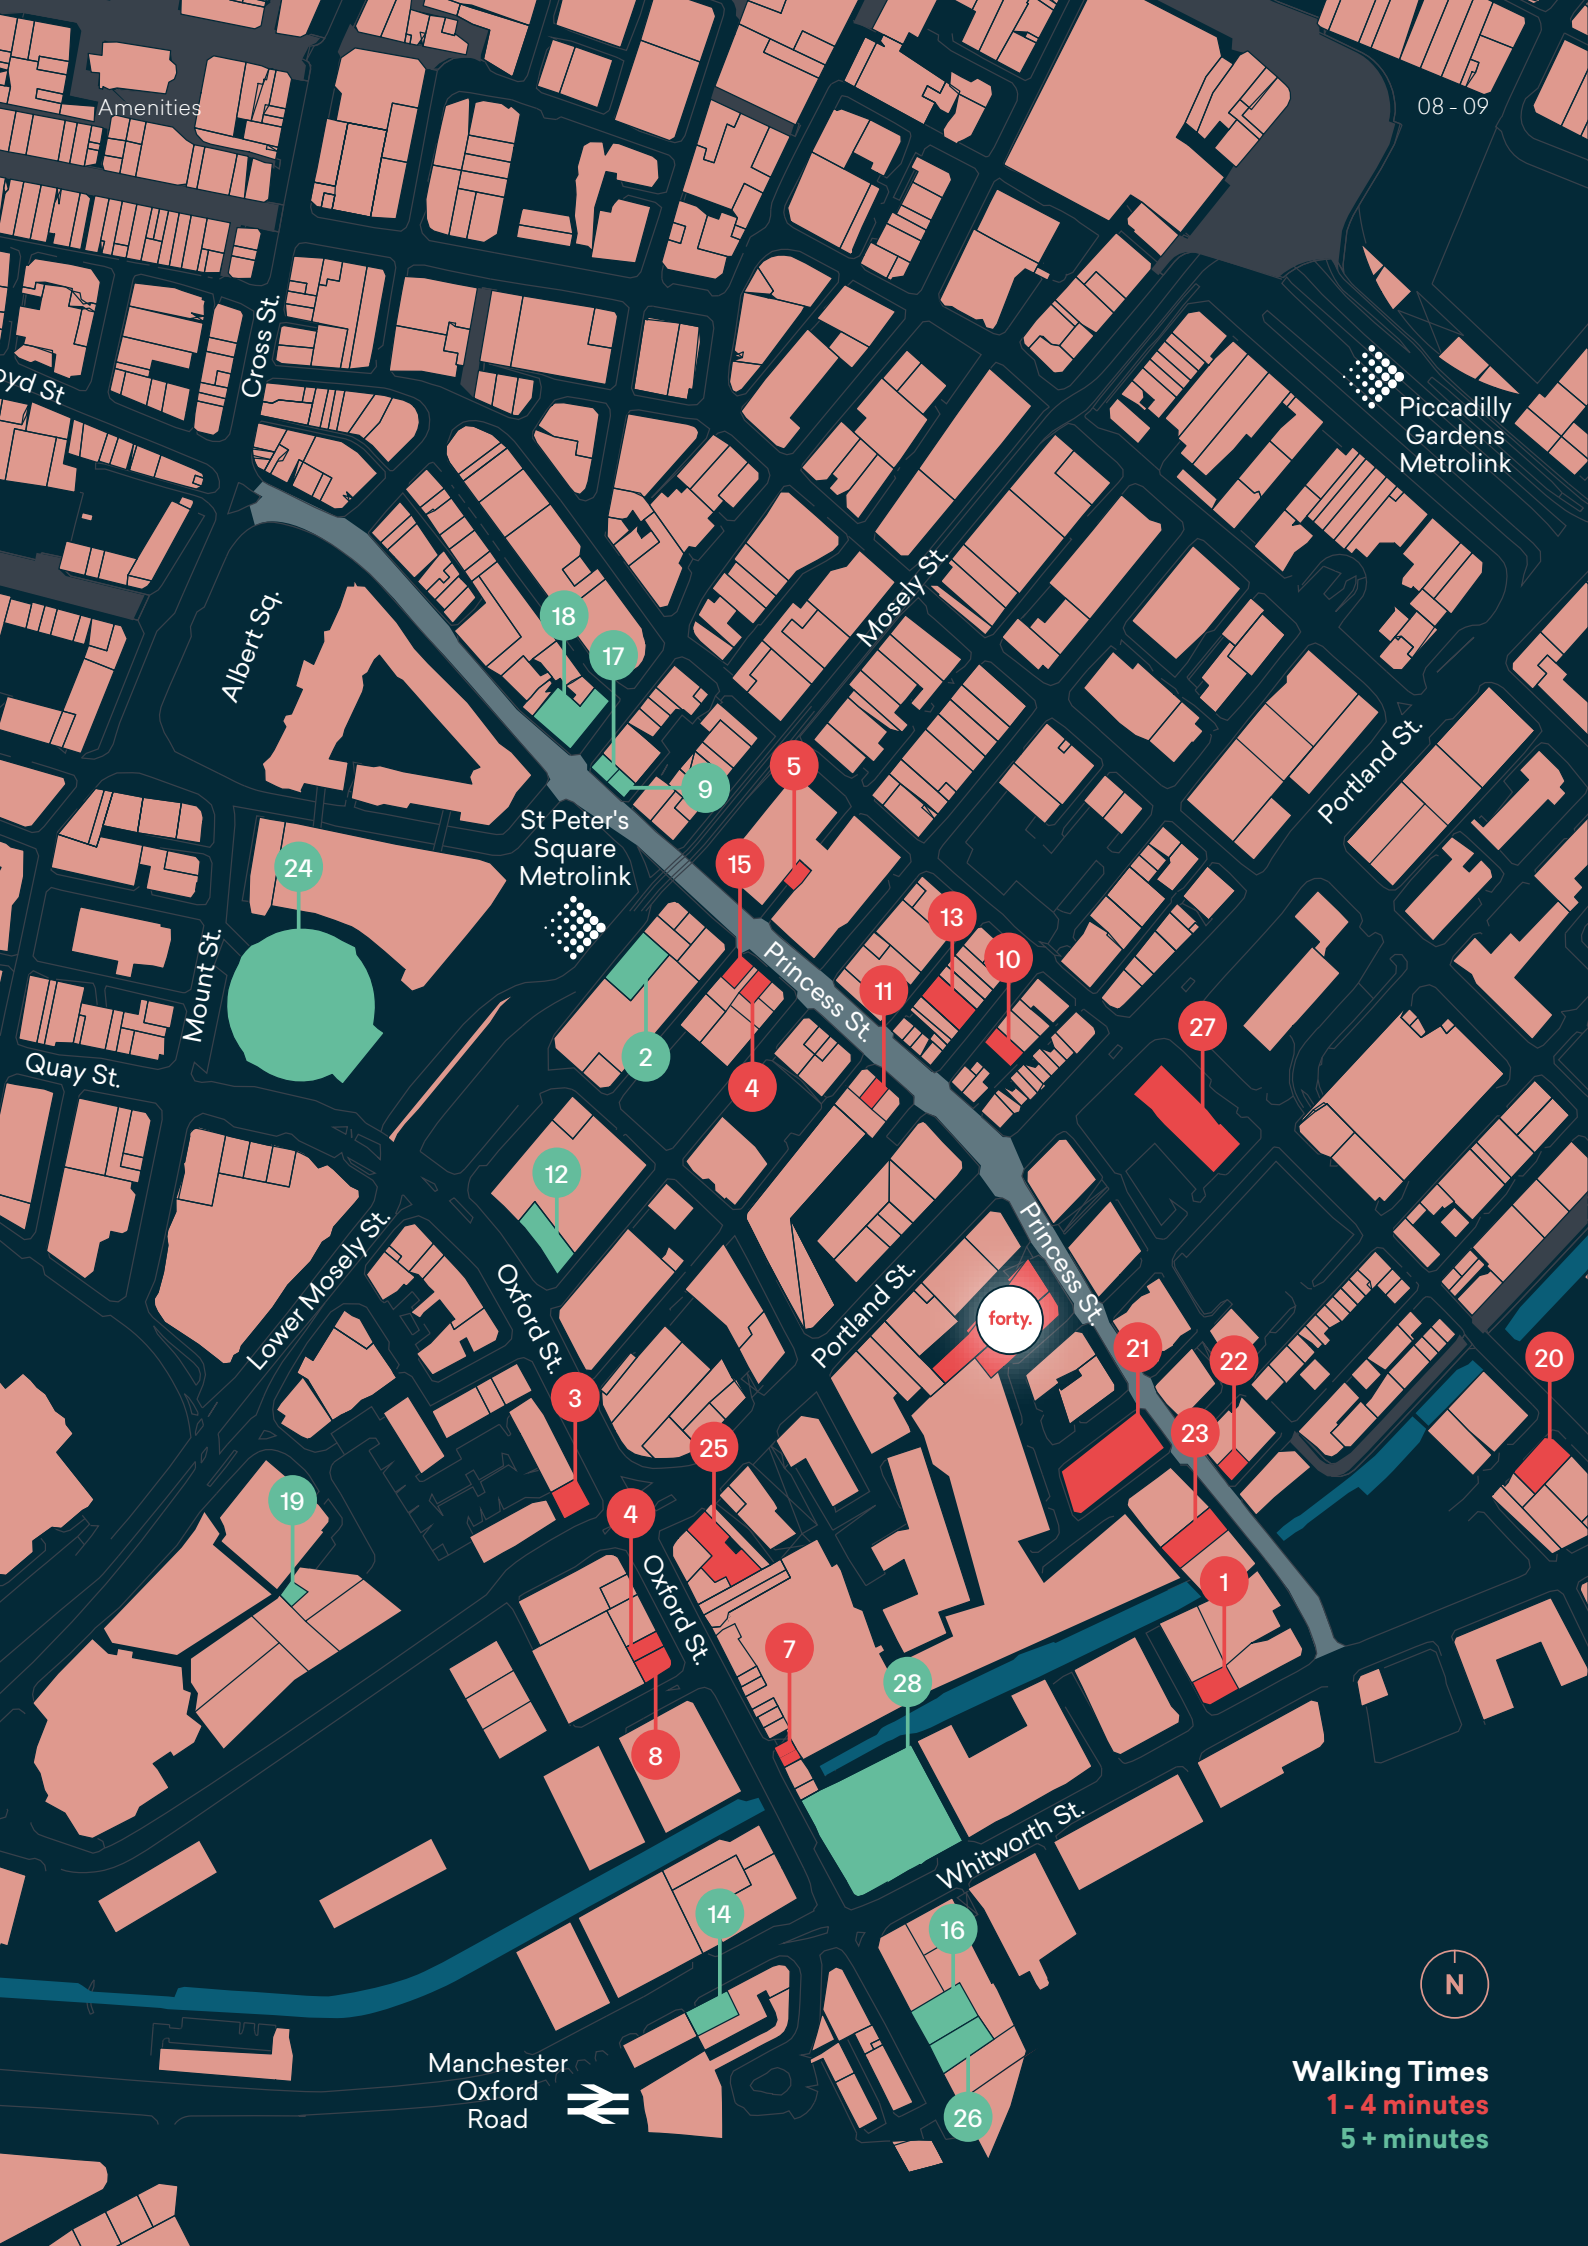 Amenities
08 - 09
Cross St.
oyd St
Piccadilly
Gardens
Metrolink
Albert Sq.
Mosely St.
18
17
9
5
Portland St.
St Peter's
Square
Metrolink
15
24
13
10
11
Princess St.
Mount St.
27
2
4
Quay St.
12
Lower Mosely St.
Oxford St.
Portland St.
Princess St.
forty.
21
22
20
3
23
25
19
4
Oxford St.
1
7
28
8
Whitworth St.
14
16
N
Manchester
Oxford
Road
26
Walking Times
1 - 4 minutes
5 + minutes